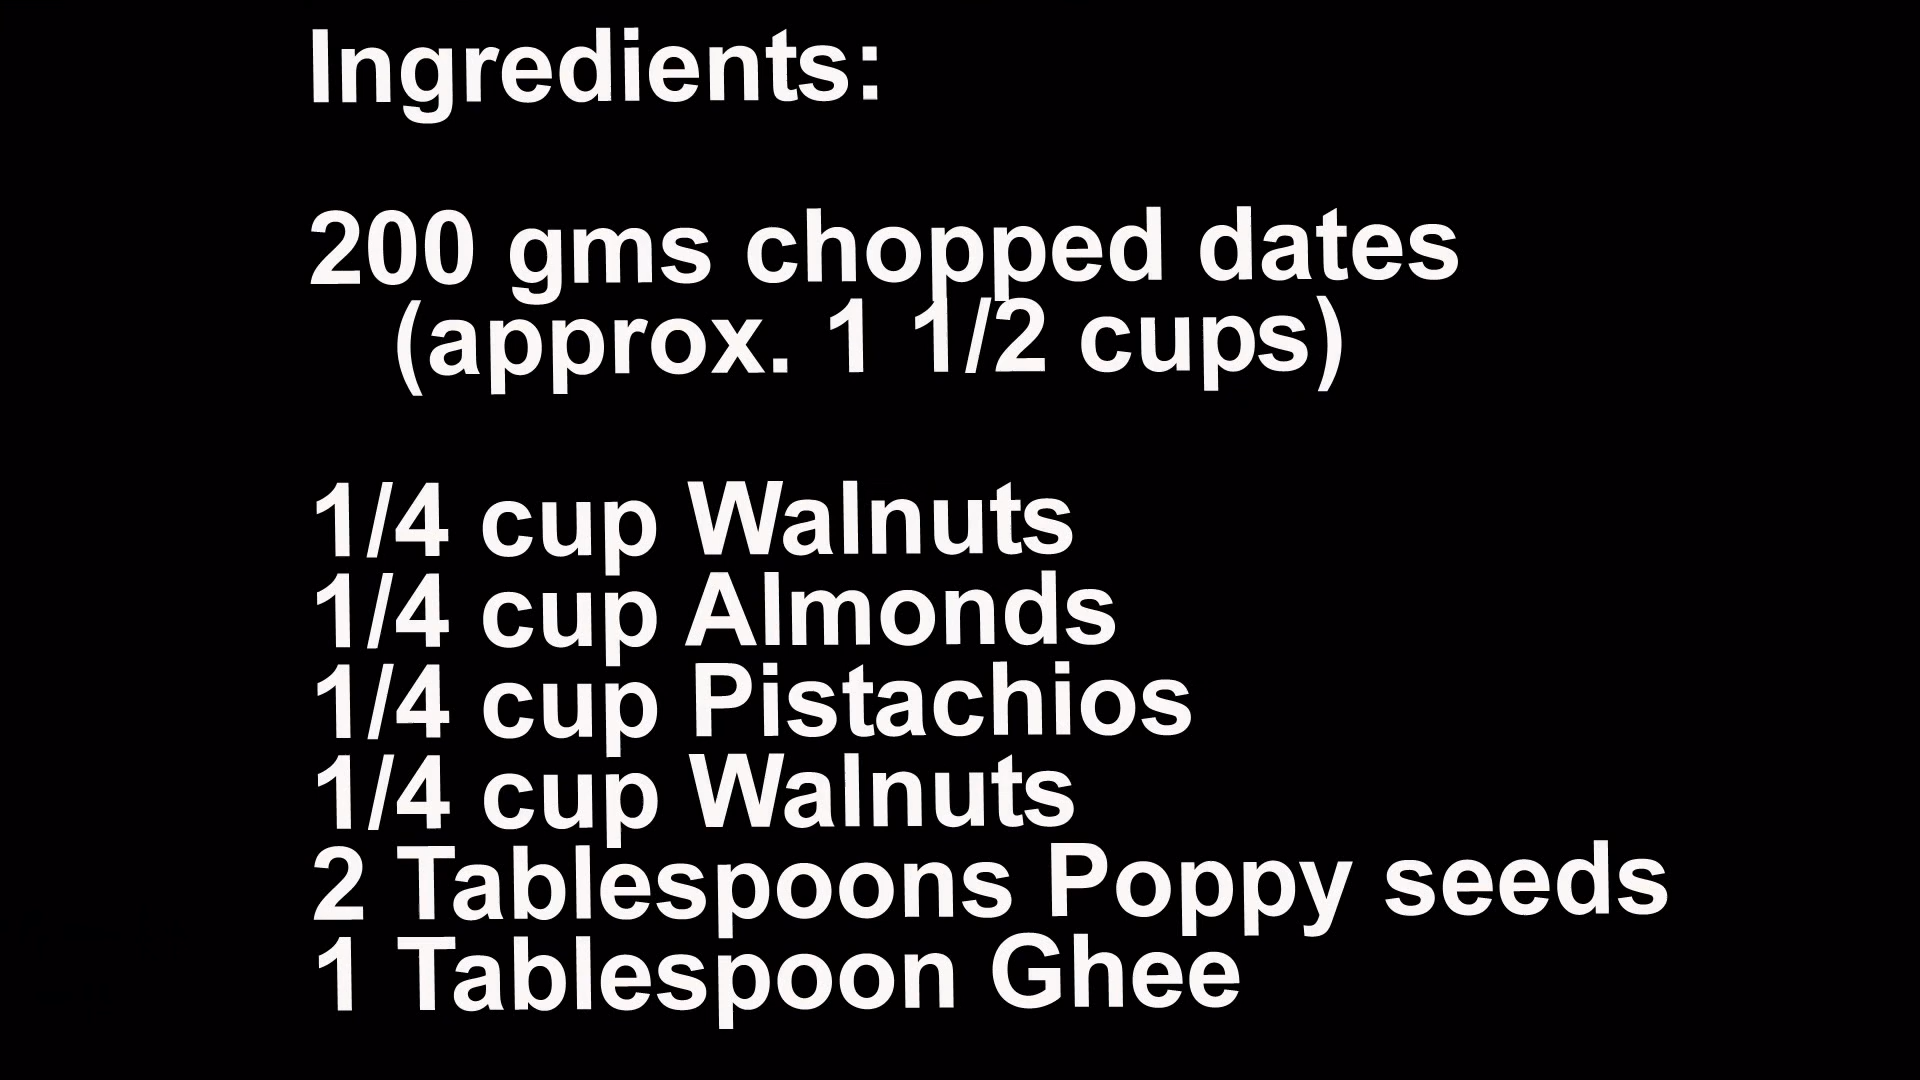 Ingredients:
200 gms chopped dates
(approx. 1 1/2 cups)
1/4 cup Walnuts
1/4 cup Almonds
1/4 cup Pistachios
1/4 cup Walnuts
2 Tablespoons Poppy seeds
1 Tablespoon Ghee